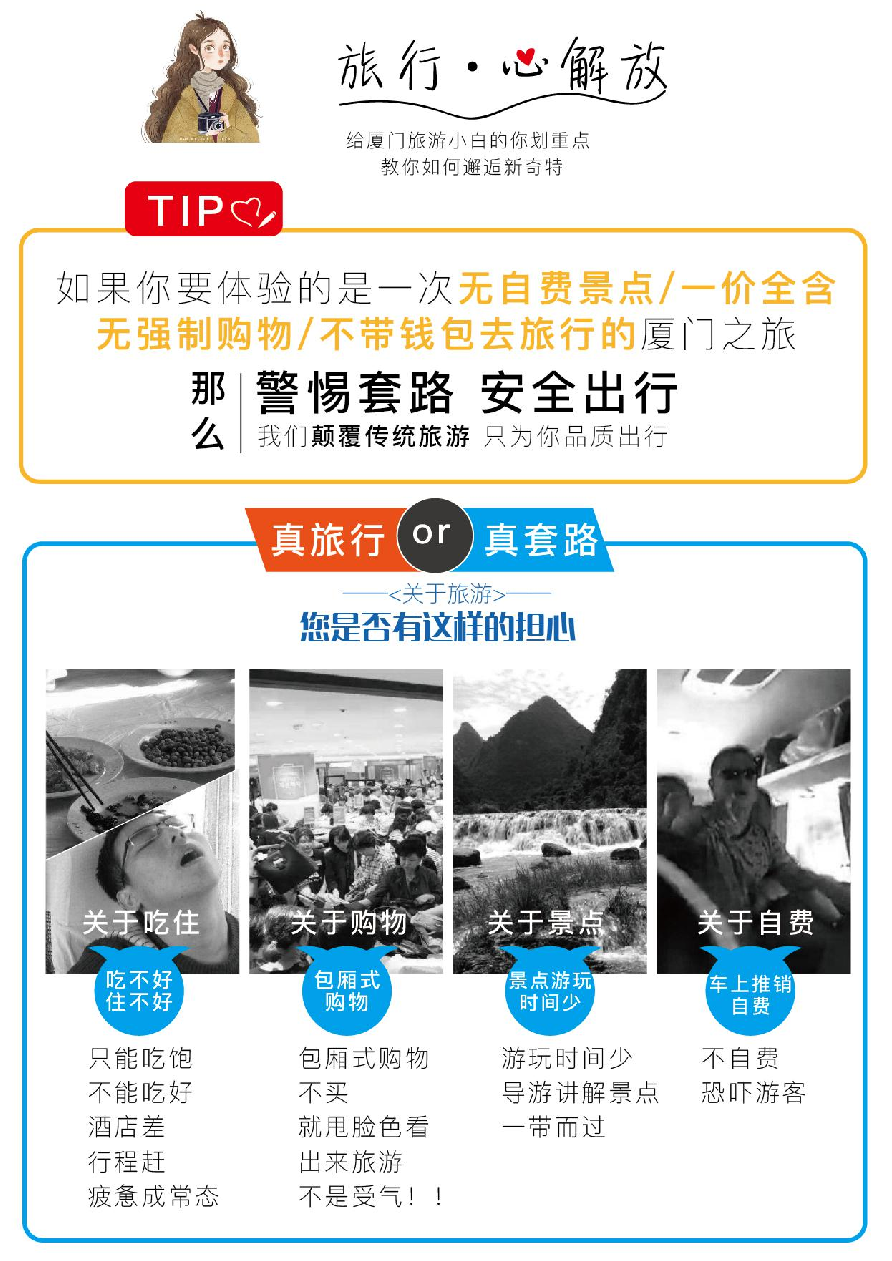 旅行·心解放
给厦门旅游小白的你划重点
教你如何邂逅新奇特
TIP
如果你要体验的是一次无自费景点/一价全含
无强制购物/不带钱包去旅行的厦门之旅
那么
警惕套路 安全出行
我们颠覆传统旅游 只为你品质出行
真旅行 or 真套路
——<关于旅游>——
您是否有这样的担心
关于吃住
吃不好
住不好
只能吃饱
不能吃好
酒店差
行程赶
疲惫成常态
关于购物
包厢式
购物
包厢式购物
不买
就甩脸色看
出来旅游
不是受气！！
关于景点
景点游玩
时间少
游玩时间少
导游讲解景点
一带而过
关于自费
车上推销
自费
不自费
恐吓游客